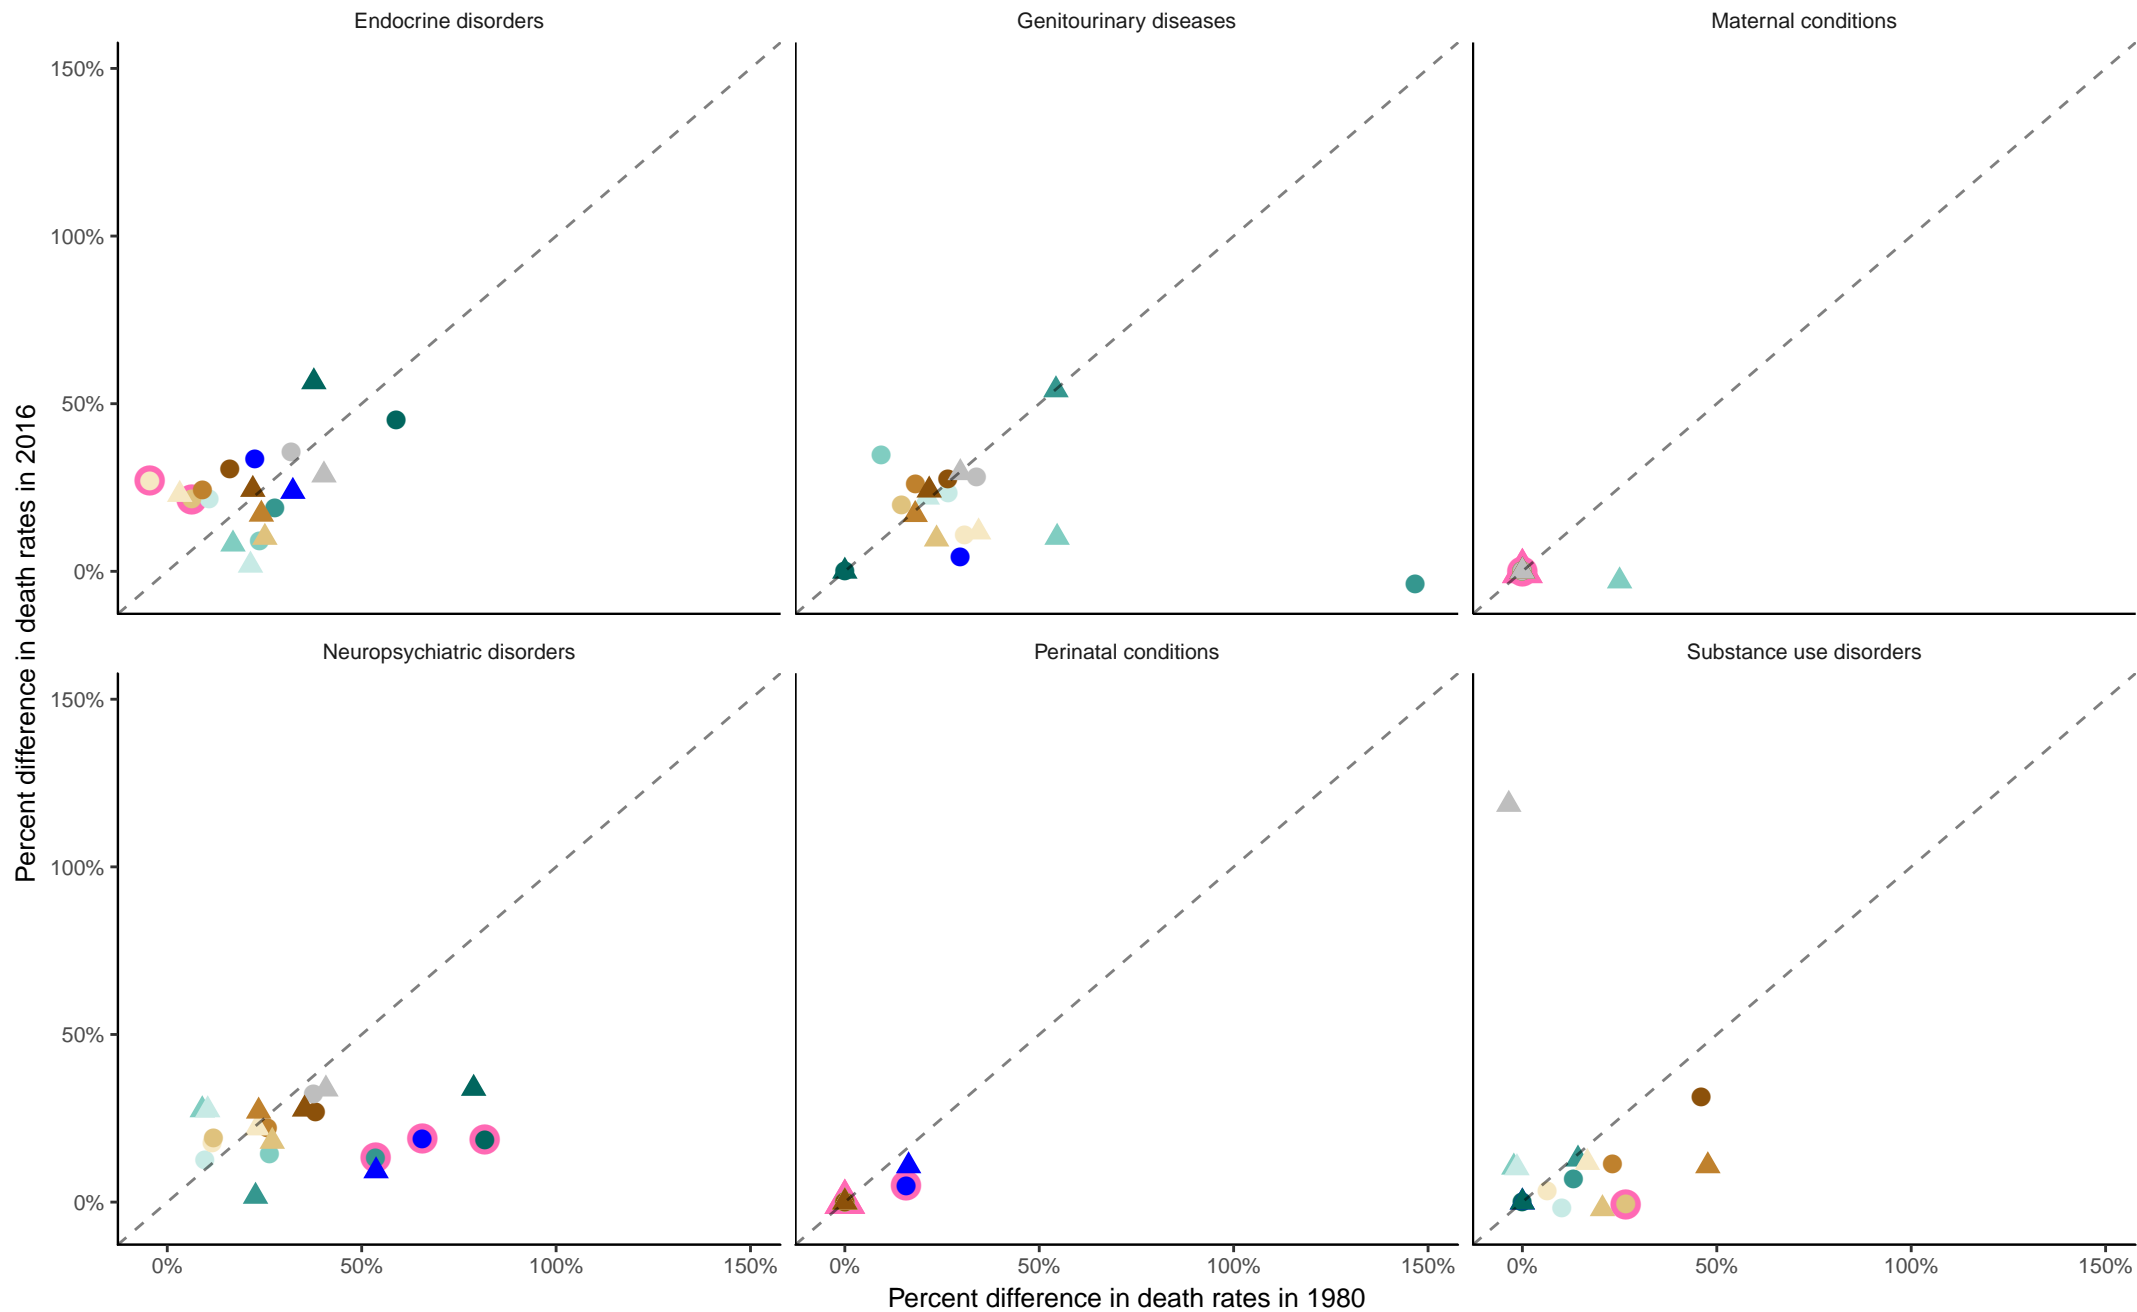 Endocrine disorders
Genitourinary diseases
Maternal conditions
150%
100%
50%
0%
Percent difference in death rates in 2016
Neuropsychiatric disorders
Perinatal conditions
Substance use disorders
150%
100%
50%
0%
0% 50% 100% 150%
0% 50% 100% 150%
0% 50% 100% 150%
Percent difference in death rates in 1980